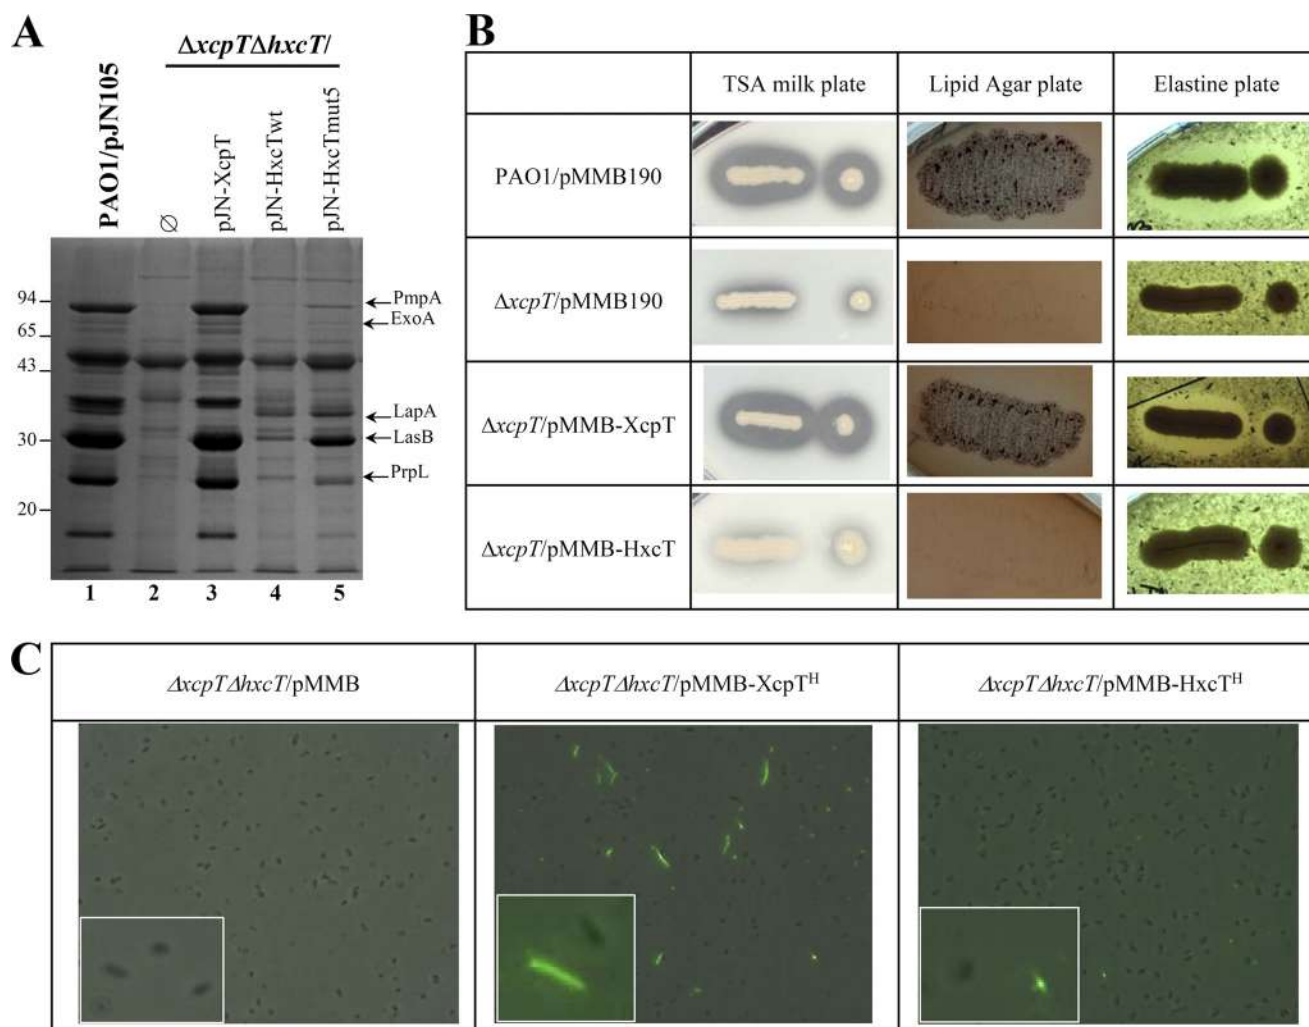 A
ΔxcpTΔhxcT/
PAO1/pJN105
∅
pJN-XcpT
pJN-HxcTwt
pJN-HxcTmut5
94
65
43
30
20
PmpA
ExoA
LapA
LasB
PrpL
1 2 3 4 5
B
TSA milk plate Lipid Agar plate Elastine plate
PAO1/pMMB190
ΔxcpT/pMMB190
ΔxcpT/pMMB-XcpT
ΔxcpT/pMMB-HxcT
C
ΔxcpTΔhxcT/pMMB ΔxcpTΔhxcT/pMMB-XcpTᴴ ΔxcpTΔhxcT/pMMB-HxcTᴴ